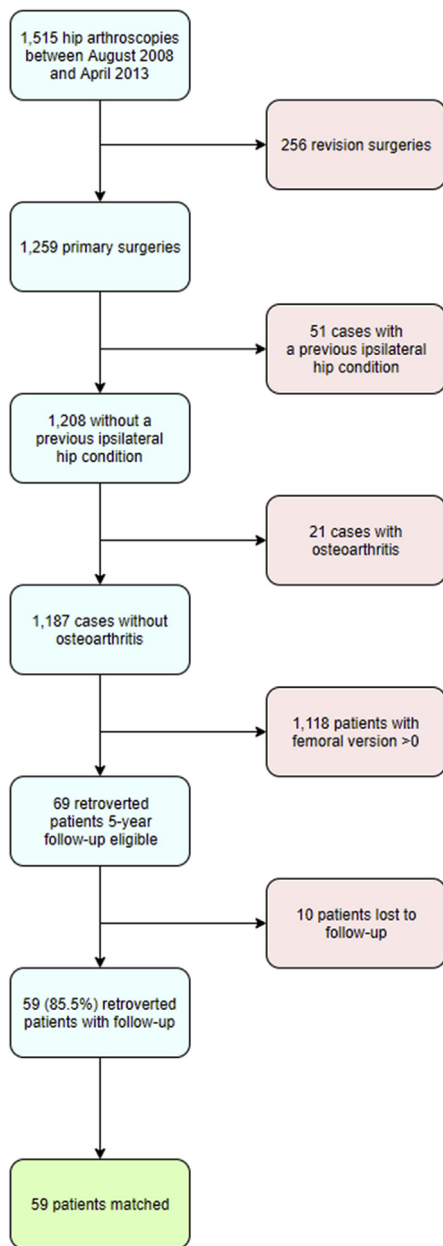 1,515 hip arthroscopies
between August 2008
and April 2013
256 revision surgeries
1,259 primary surgeries
51 cases with
a previous ipsilateral
hip condition
1,208 without a
previous ipsilateral
hip condition
21 cases with
osteoarthritis
1,187 cases without
osteoarthritis
1,118 patients with
femoral version >0
69 retroverted
patients 5-year
follow-up eligible
10 patients lost to
follow-up
59 (85.5%) retroverted
patients with follow-up
59 patients matched